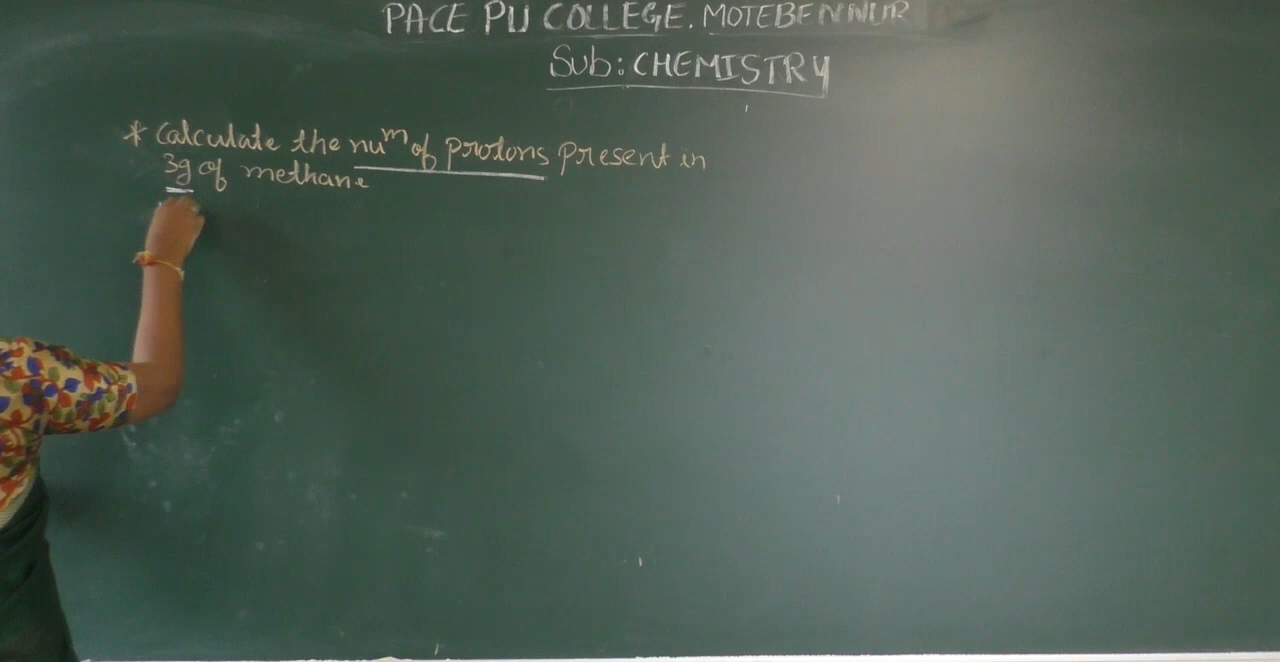 PACE PU COLLEGE. MOTEBENNUR
Sub: CHEMISTRY
* Calculate the nuᵐ of protons present in
3g of methane